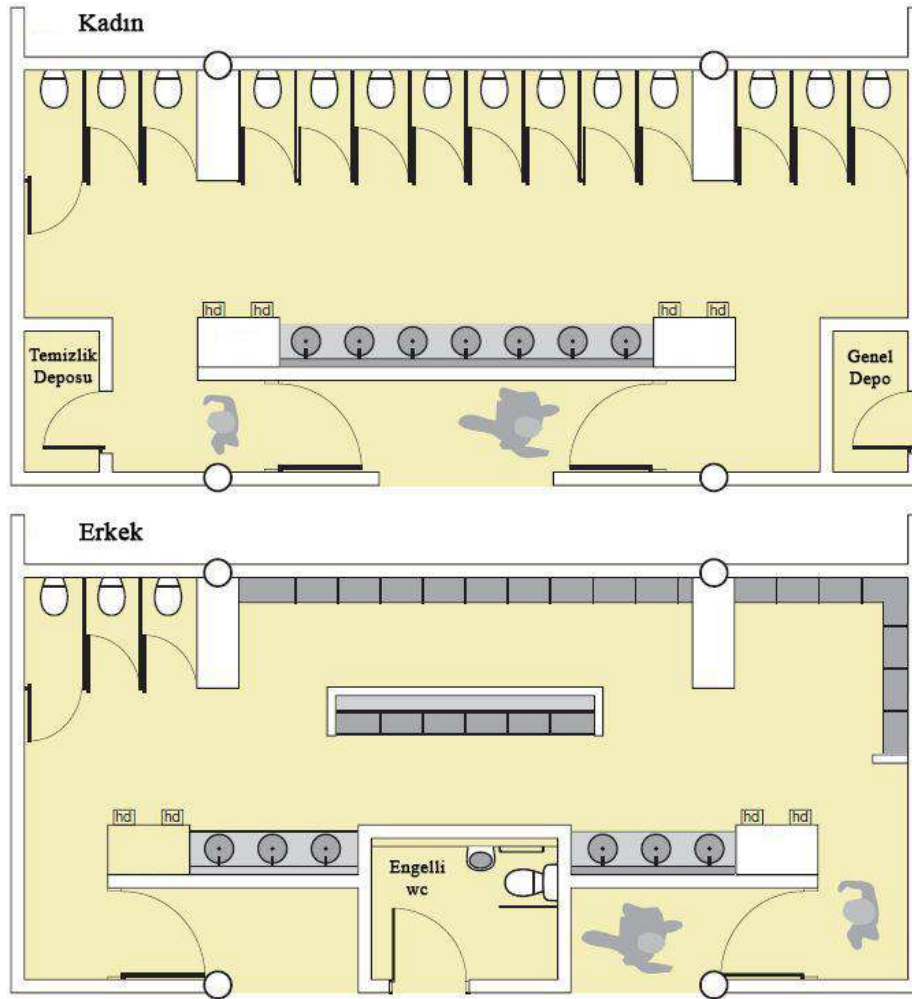 Kadın
hd hd hd hd
Temizlik
Deposu
Genel
Depo
Erkek
hd hd hd hd
Engelli
wc